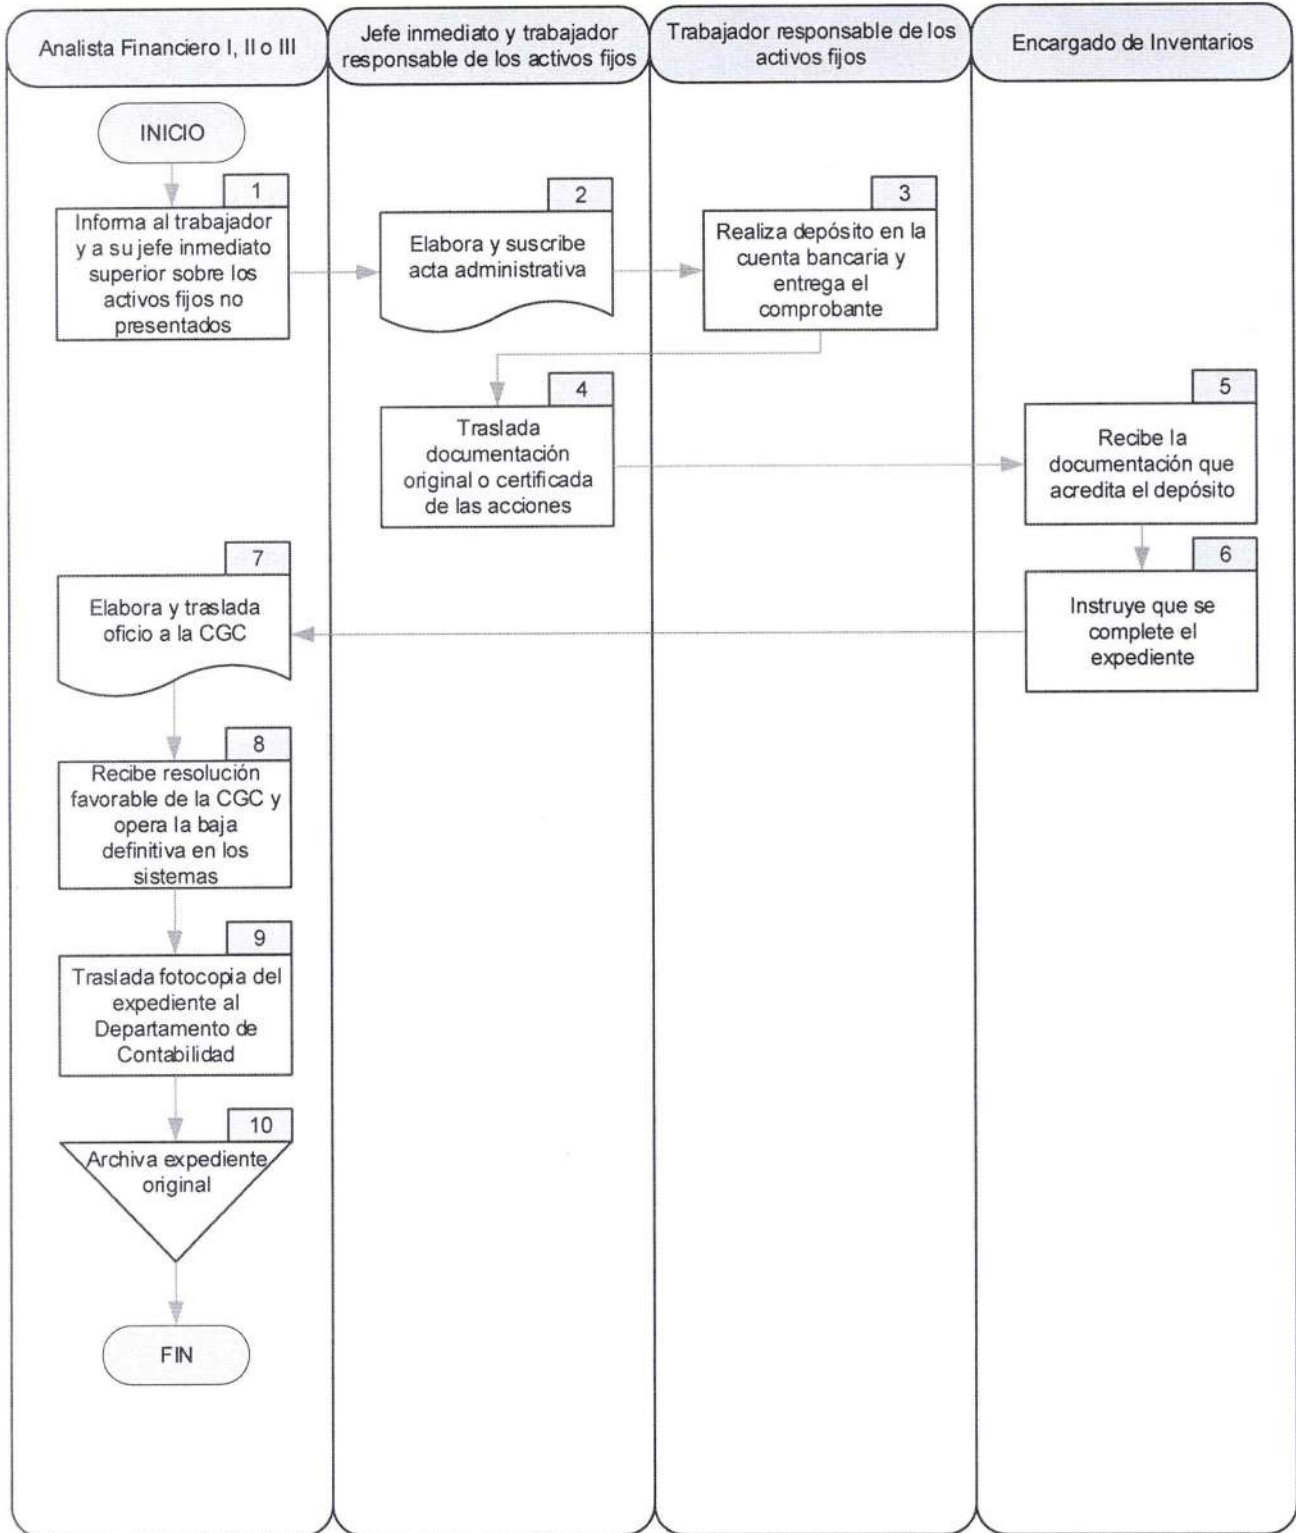 Analista Financiero I, II o III
Jefe inmediato y trabajador
responsable de los activos fijos
Trabajador responsable de los
activos fijos
Encargado de Inventarios
INICIO
1
Informa al trabajador
y a su jefe inmediato
superior sobre los
activos fijos no
presentados
2
Elabora y suscribe
acta administrativa
3
Realiza depósito en la
cuenta bancaria y
entrega el
comprobante
4
Traslada
documentación
original o certificada
de las acciones
5
Recibe la
documentación que
acredita el depósito
6
Instruye que se
complete el
expediente
7
Elabora y traslada
oficio a la CGC
8
Recibe resolución
favorable de la CGC y
opera la baja
definitiva en los
sistemas
9
Traslada fotocopia del
expediente al
Departamento de
Contabilidad
10
Archiva expediente
original
FIN